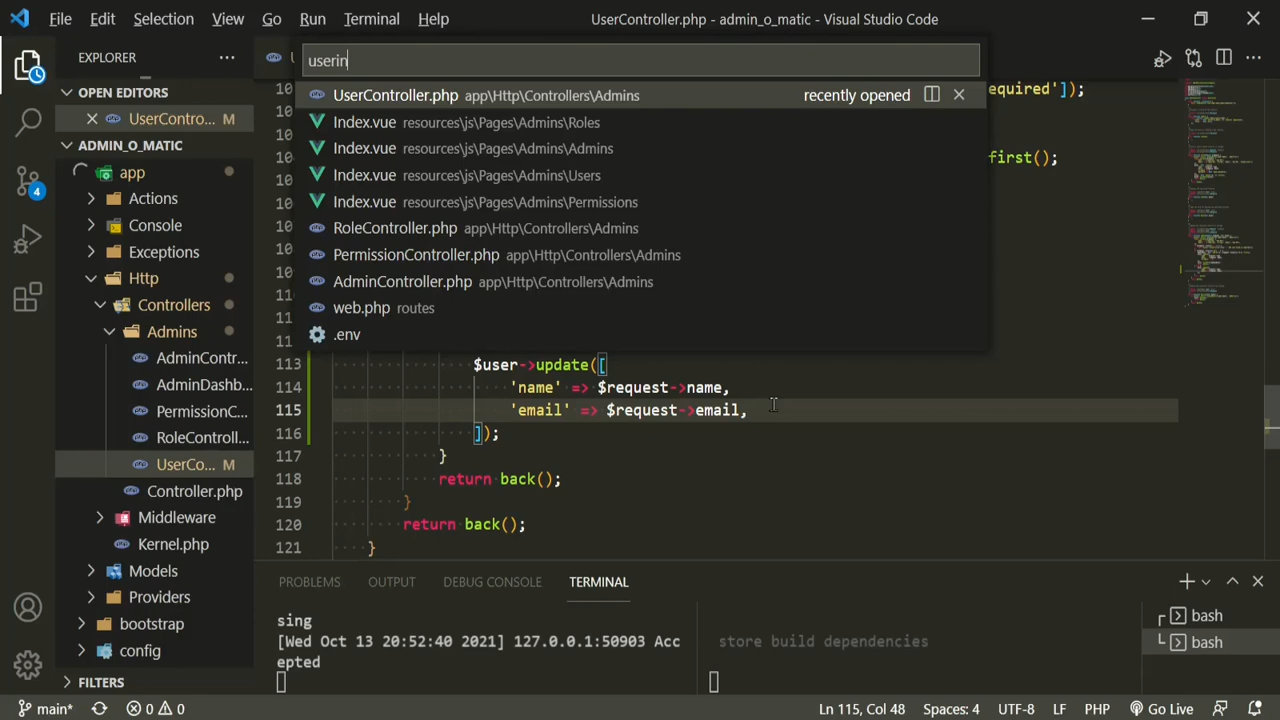 File Edit Selection View Go Run Terminal Help UserController.php - admin_o_matic - Visual Studio Code
EXPLORER
userin
OPEN EDITORS
UserContro... M
ADMIN_O_MATIC
app
Actions
Console
Exceptions
Http
Controllers
Admins
AdminContr...
AdminDashb...
PermissionC...
RoleControll...
UserCo... M
Controller.php
Middleware
Kernel.php
Models
Providers
bootstrap
config
FILTERS
UserController.php app\Http\Controllers\Admins recently opened
Index.vue resources\js\Pages\Admins\Roles
Index.vue resources\js\Pages\Admins\Admins
Index.vue resources\js\Pages\Admins\Users
Index.vue resources\js\Pages\Admins\Permissions
RoleController.php app\Http\Controllers\Admins
PermissionController.php app\Http\Controllers\Admins
AdminController.php app\Http\Controllers\Admins
web.php routes
.env
equired']);
first();
113 $user->update([
114 'name' => $request->name,
115 'email' => $request->email,
116 ]);
117 }
118 return back();
119 }
120 return back();
121 }
PROBLEMS OUTPUT DEBUG CONSOLE TERMINAL
sing
[Wed Oct 13 20:52:40 2021] 127.0.0.1:50903 Acc
epted
store build dependencies
bash
bash
main* 0 0 Ln 115, Col 48 Spaces: 4 UTF-8 LF PHP Go Live